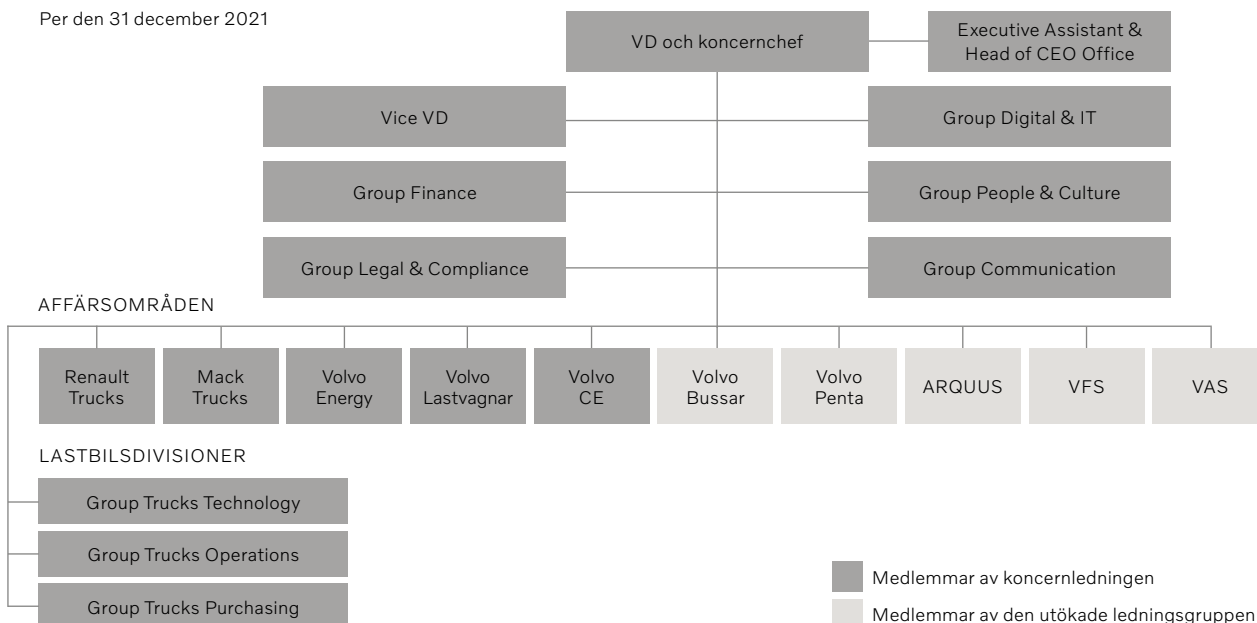 Per den 31 december 2021
VD och koncernchef
Executive Assistant &
Head of CEO Office
Vice VD
Group Digital & IT
Group Finance
Group People & Culture
Group Legal & Compliance
Group Communication
AFFÄRSOMRÅDEN
Renault
Trucks
Mack
Trucks
Volvo
Energy
Volvo
Lastvagnar
Volvo
CE
Volvo
Bussar
Volvo
Penta
ARQUUS
VFS
VAS
LASTBILSDIVISIONER
Group Trucks Technology
Group Trucks Operations
Group Trucks Purchasing
Medlemmar av koncernledningen
Medlemmar av den utökade ledningsgruppen